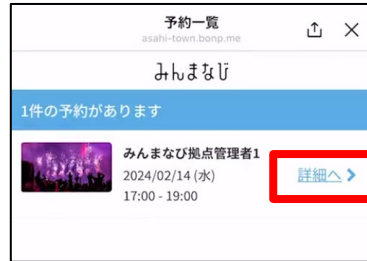 予約一覧
asahi-town.bonp.me
みんまなび
1件の予約があります
みんまなび拠点管理者1
2024/02/14 (水)
詳細へ
17:00 - 19:00